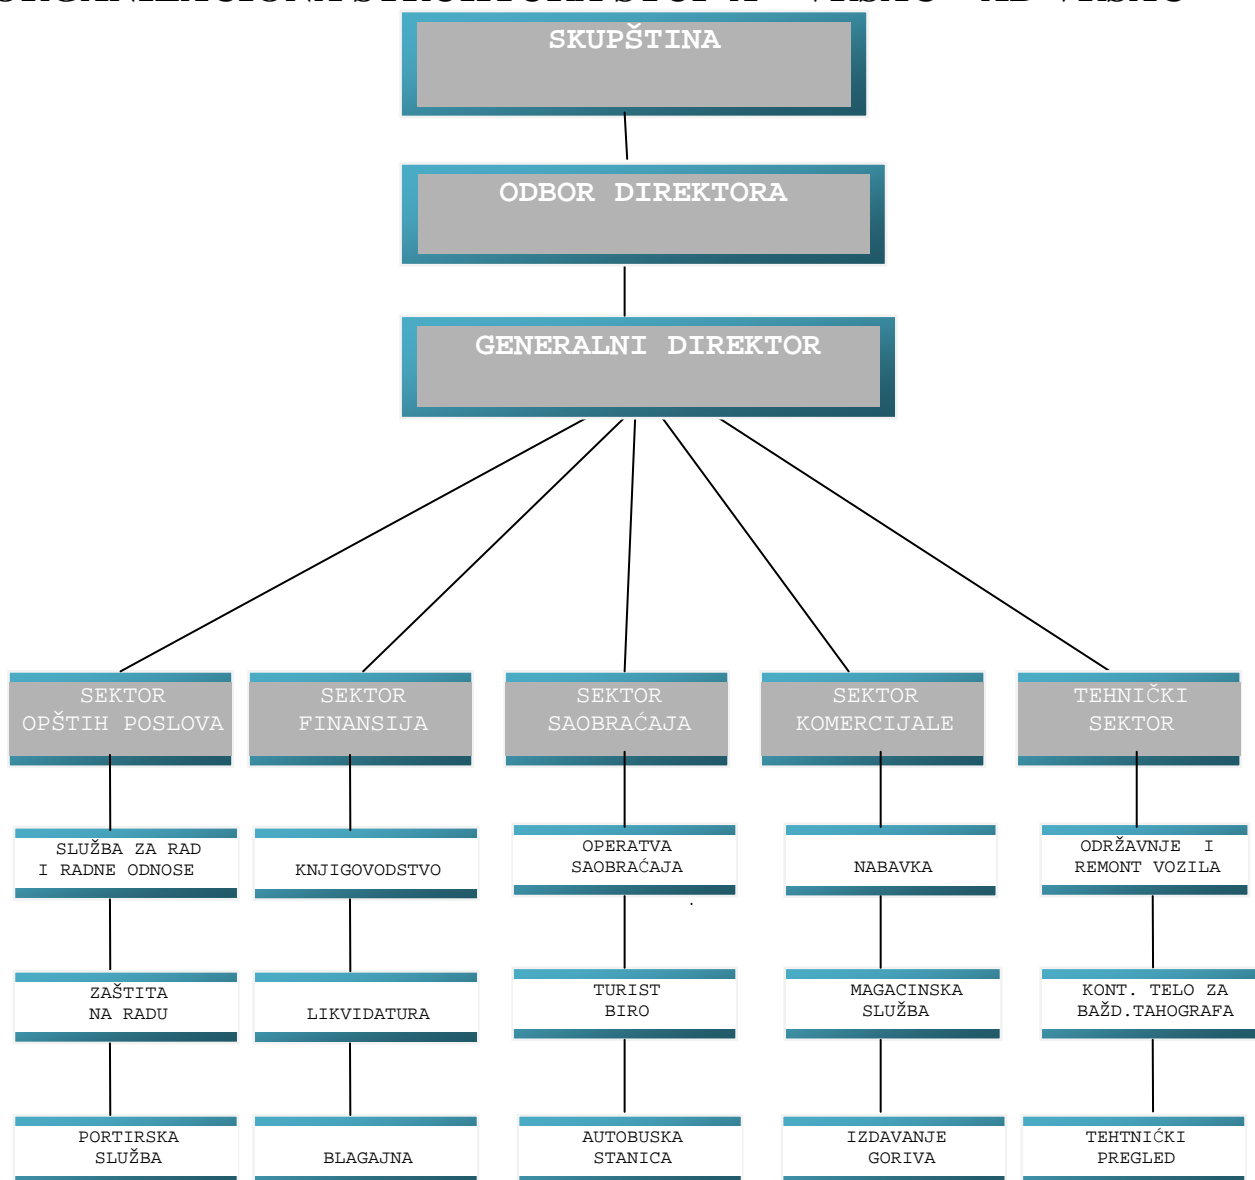 SKUPŠTINA
ODBOR DIREKTORA
GENERALNI DIREKTOR
SEKTOR
OPŠTIH POSLOVA
SEKTOR
FINANSIJA
SEKTOR
SAOBRAĆAJA
SEKTOR
KOMERCIJALE
TEHNIČKI
SEKTOR
SLUŽBA ZA RAD
I RADNE ODNOSE
KNJIGOVODSTVO
OPERATVA
SAOBRAĆAJA
.
NABAVKA
ODRŽAVNJE I
REMONT VOZILA
ZAŠTITA
NA RADU
LIKVIDATURA
TURIST
BIRO
MAGACINSKA
SLUŽBA
KONT. TELO ZA
BAŽD.TAHOGRAFA
PORTIRSKA
SLUŽBA
BLAGAJNA
AUTOBUSKA
STANICA
IZDAVANJE
GORIVA
TEHTNIĆKI
PREGLED